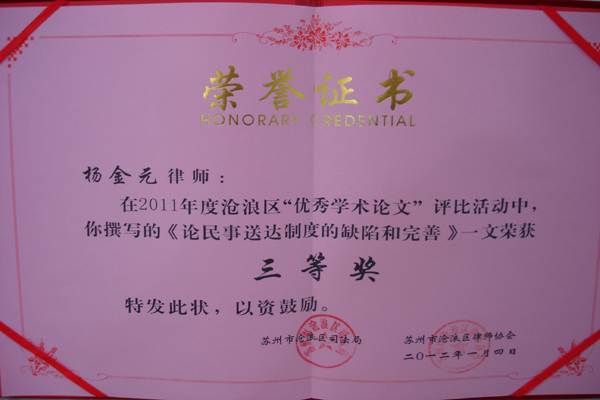 荣誉证书
HONORARY CREDENTIAL
杨金元律师：
在2011年度沧浪区“优秀学术论文”评比活动中，
你撰写的《论民事送达制度的缺陷和完善》一文荣获
三等奖
特发此状，以资鼓励。
苏州市沧浪区司法局 苏州市沧浪区律师协会
二〇一二年一月四日